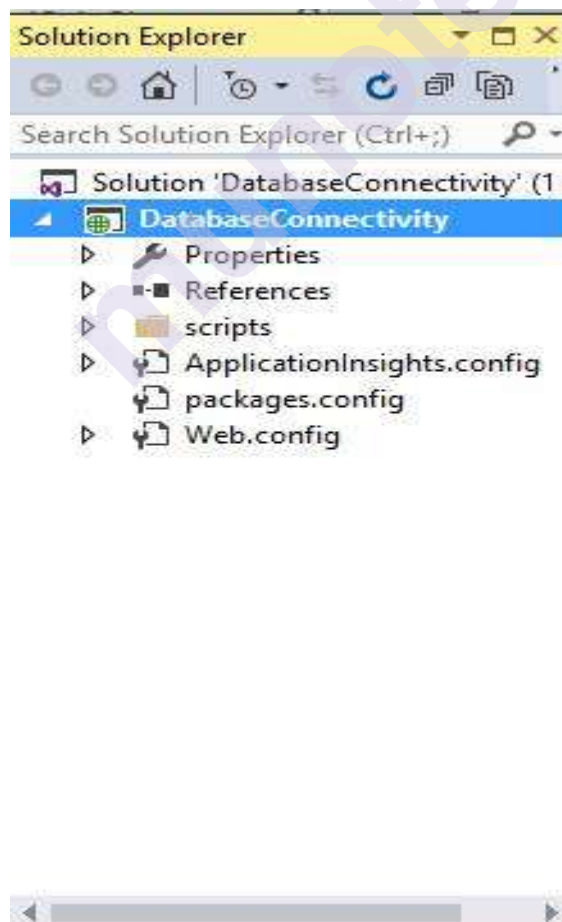 Solution Explorer
Search Solution Explorer (Ctrl+;)
Solution 'DatabaseConnectivity' (1
DatabaseConnectivity
Properties
References
scripts
ApplicationInsights.config
packages.config
Web.config